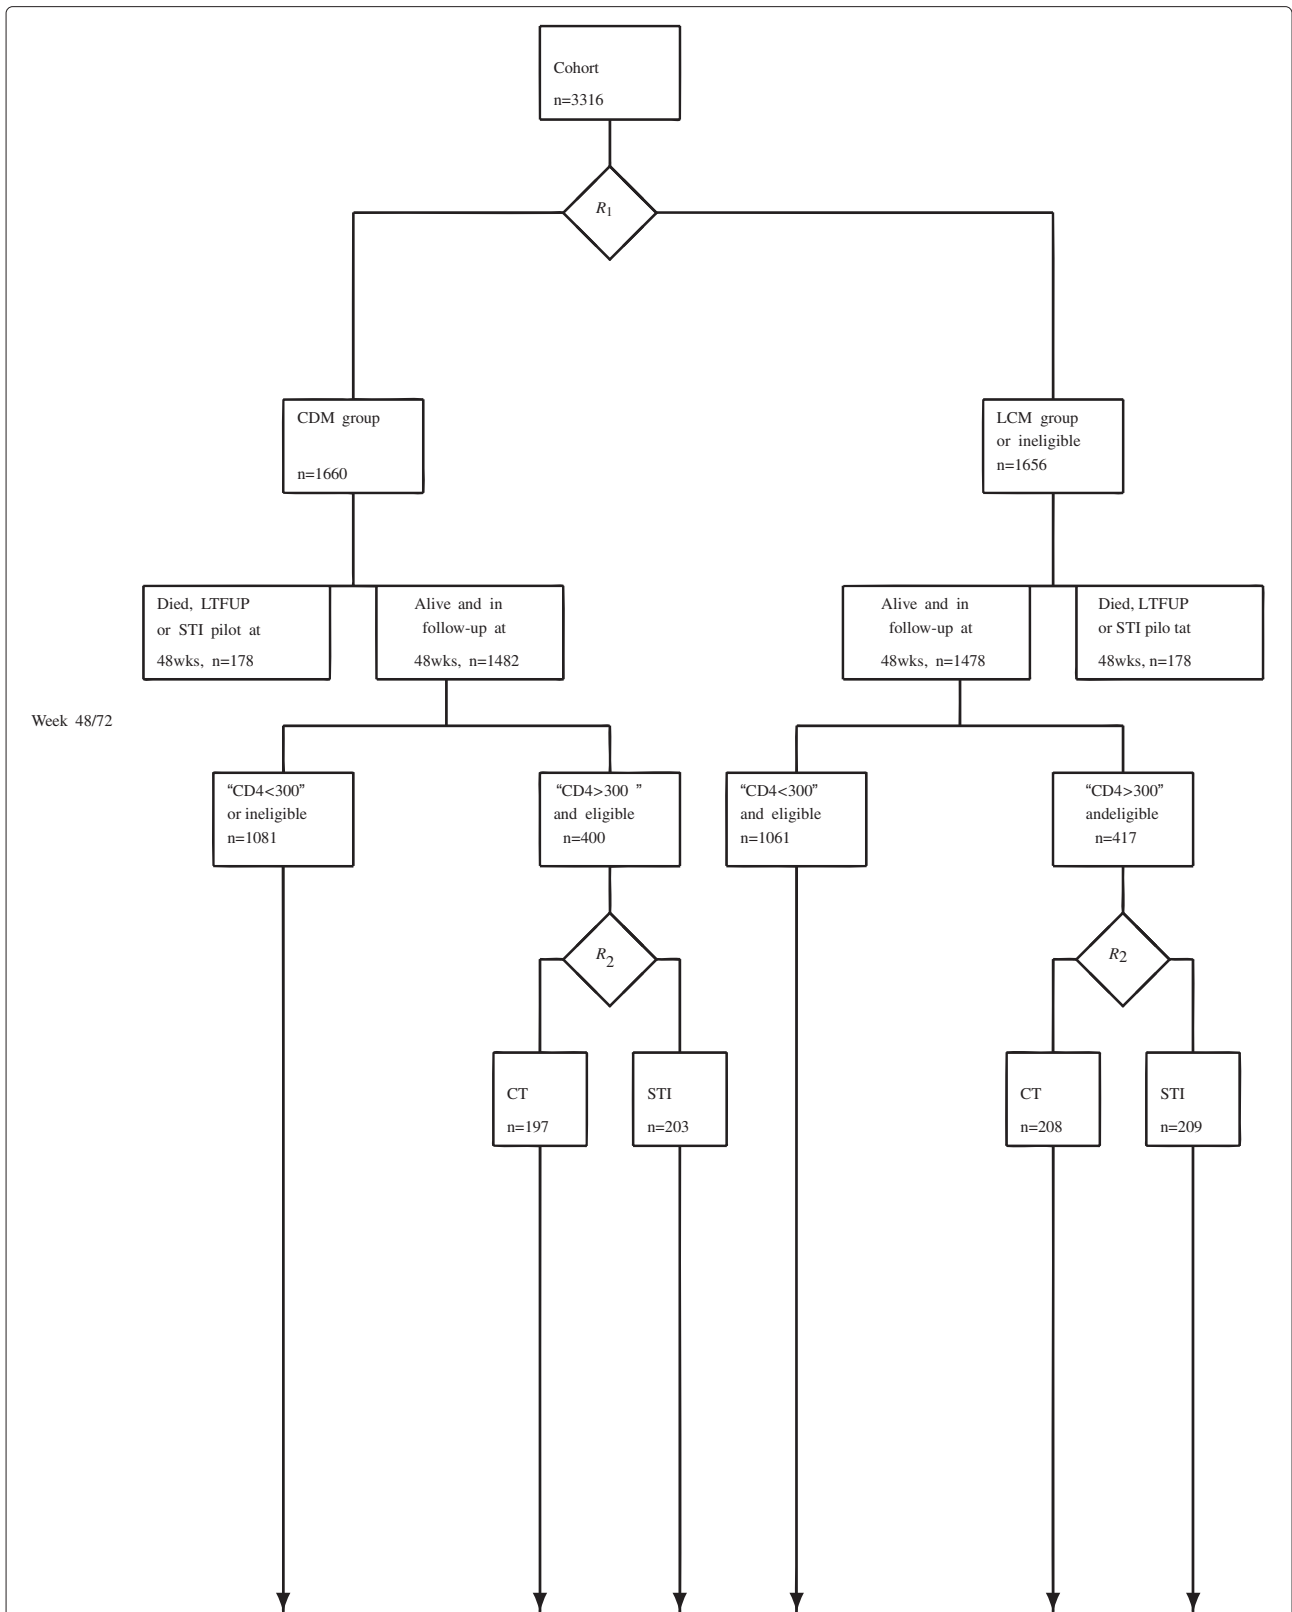 Cohort
n=3316
R1
CDM group
n=1660
LCM group
or ineligible
n=1656
Died, LTFUP
or STI pilot at
48wks, n=178
Alive and in
follow-up at
48wks, n=1482
Alive and in
follow-up at
48wks, n=1478
Died, LTFUP
or STI pilo tat
48wks, n=178
Week 48/72
“CD4<300”
or ineligible
n=1081
“CD4>300 ”
and eligible
n=400
“CD4<300”
and eligible
n=1061
“CD4>300”
andeligible
n=417
R2
R2
CT
n=197
STI
n=203
CT
n=208
STI
n=209